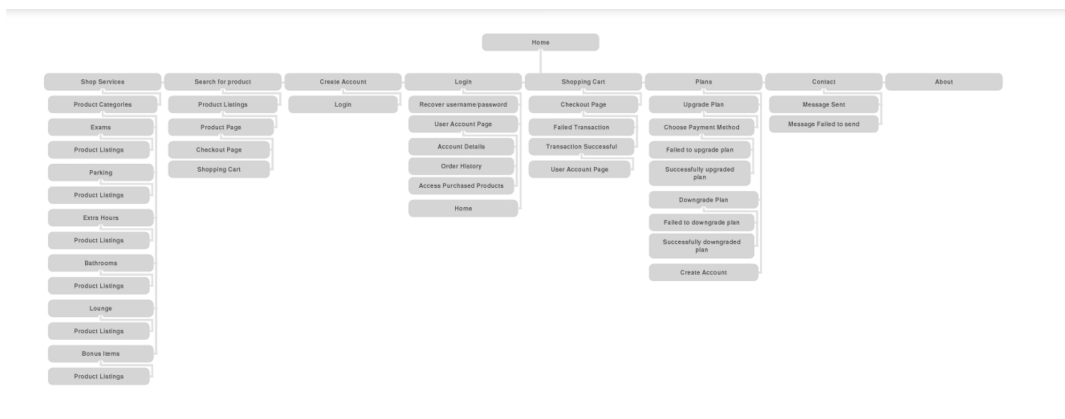 Home
Shop Services
Search for product
Create Account
Login
Shopping Cart
Plans
Contact
About
Product Categories
Exams
Product Listings
Parking
Product Listings
Extra Hours
Product Listings
Bathrooms
Product Listings
Lounge
Product Listings
Bonus Items
Product Listings
Product Listings
Product Page
Checkout Page
Shopping Cart
Login
Recover username/password
User Account Page
Account Details
Order History
Access Purchased Products
Home
Checkout Page
Failed Transaction
Transaction Successful
User Account Page
Upgrade Plan
Choose Payment Method
Failed to upgrade plan
Successfully upgraded
plan
Downgrade Plan
Failed to downgrade plan
Successfully downgraded
plan
Create Account
Message Sent
Message Failed to send